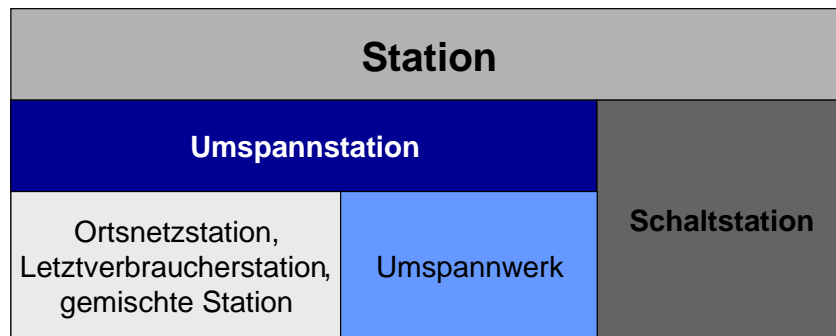 Station
Umspannstation
Schaltstation
Ortsnetzstation,
Letztverbraucherstation,
gemischte Station
Umspannwerk